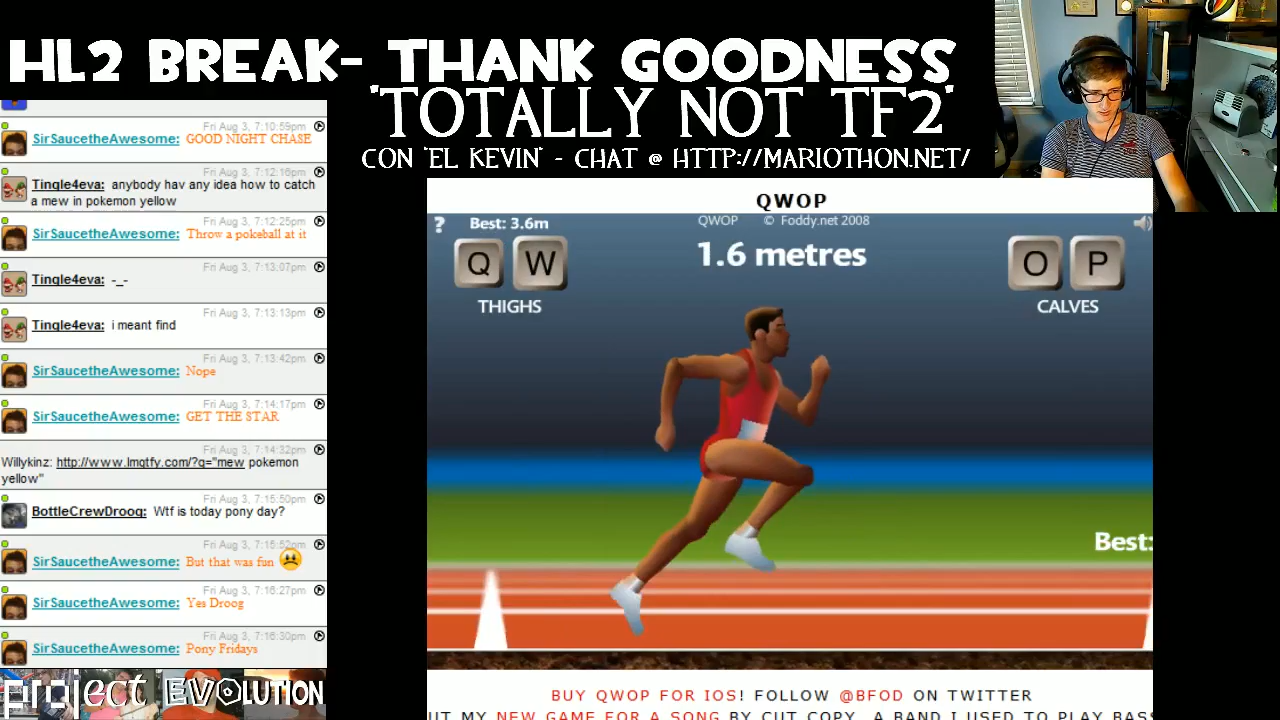 HL2 BREAK- THANK GOODNESS
"TOTALLY NOT TF2"
CON "EL KEVIN" - CHAT @ HTTP://MARIOTHON.NET/
Fri Aug 3, 7:10:59pm
SirSaucetheAwesome: GOOD NIGHT CHASE
Fri Aug 3, 7:12:16pm
Tingle4eva: anybody hav any idea how to catch
a mew in pokemon yellow
Fri Aug 3, 7:12:25pm
SirSaucetheAwesome: Throw a pokeball at it
Fri Aug 3, 7:13:07pm
Tingle4eva: -_-
Fri Aug 3, 7:13:13pm
Tingle4eva: i meant find
Fri Aug 3, 7:13:42pm
SirSaucetheAwesome: Nope
Fri Aug 3, 7:14:17pm
SirSaucetheAwesome: GET THE STAR
Fri Aug 3, 7:14:32pm
Willykinz: http://www.lmgtfy.com/?q="mew pokemon
yellow"
Fri Aug 3, 7:15:50pm
BottleCrewDroog: Wtf is today pony day?
Fri Aug 3, 7:15:52pm
SirSaucetheAwesome: But that was fun
Fri Aug 3, 7:16:27pm
SirSaucetheAwesome: Yes Droog
Fri Aug 3, 7:16:30pm
SirSaucetheAwesome: Pony Fridays
project EVOLUTION
QWOP
? Best: 3.6m QWOP © Foddy.net 2008
1.6 metres
Q W O P
THIGHS CALVES
Best:
BUY QWOP FOR IOS! FOLLOW @BFOD ON TWITTER
UT MY NEW GAME FOR A SONG BY CUT COPY, A BAND I USED TO PLAY BASS